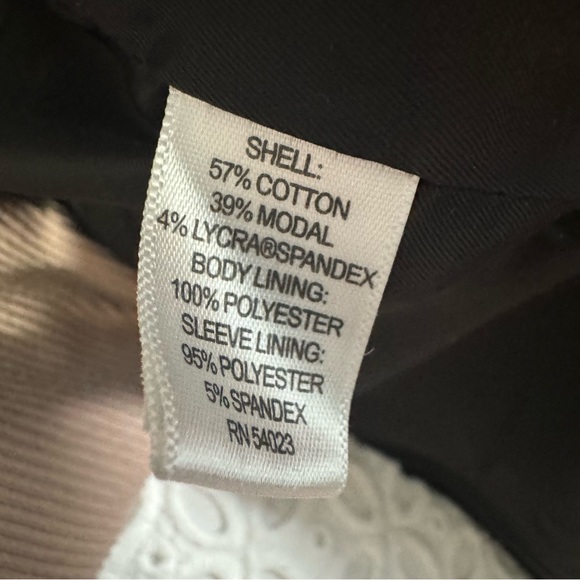 SHELL:
57% COTTON
39% MODAL
4% LYCRA®SPANDEX
BODY LINING:
100% POLYESTER
SLEEVE LINING:
95% POLYESTER
5% SPANDEX
RN 54023